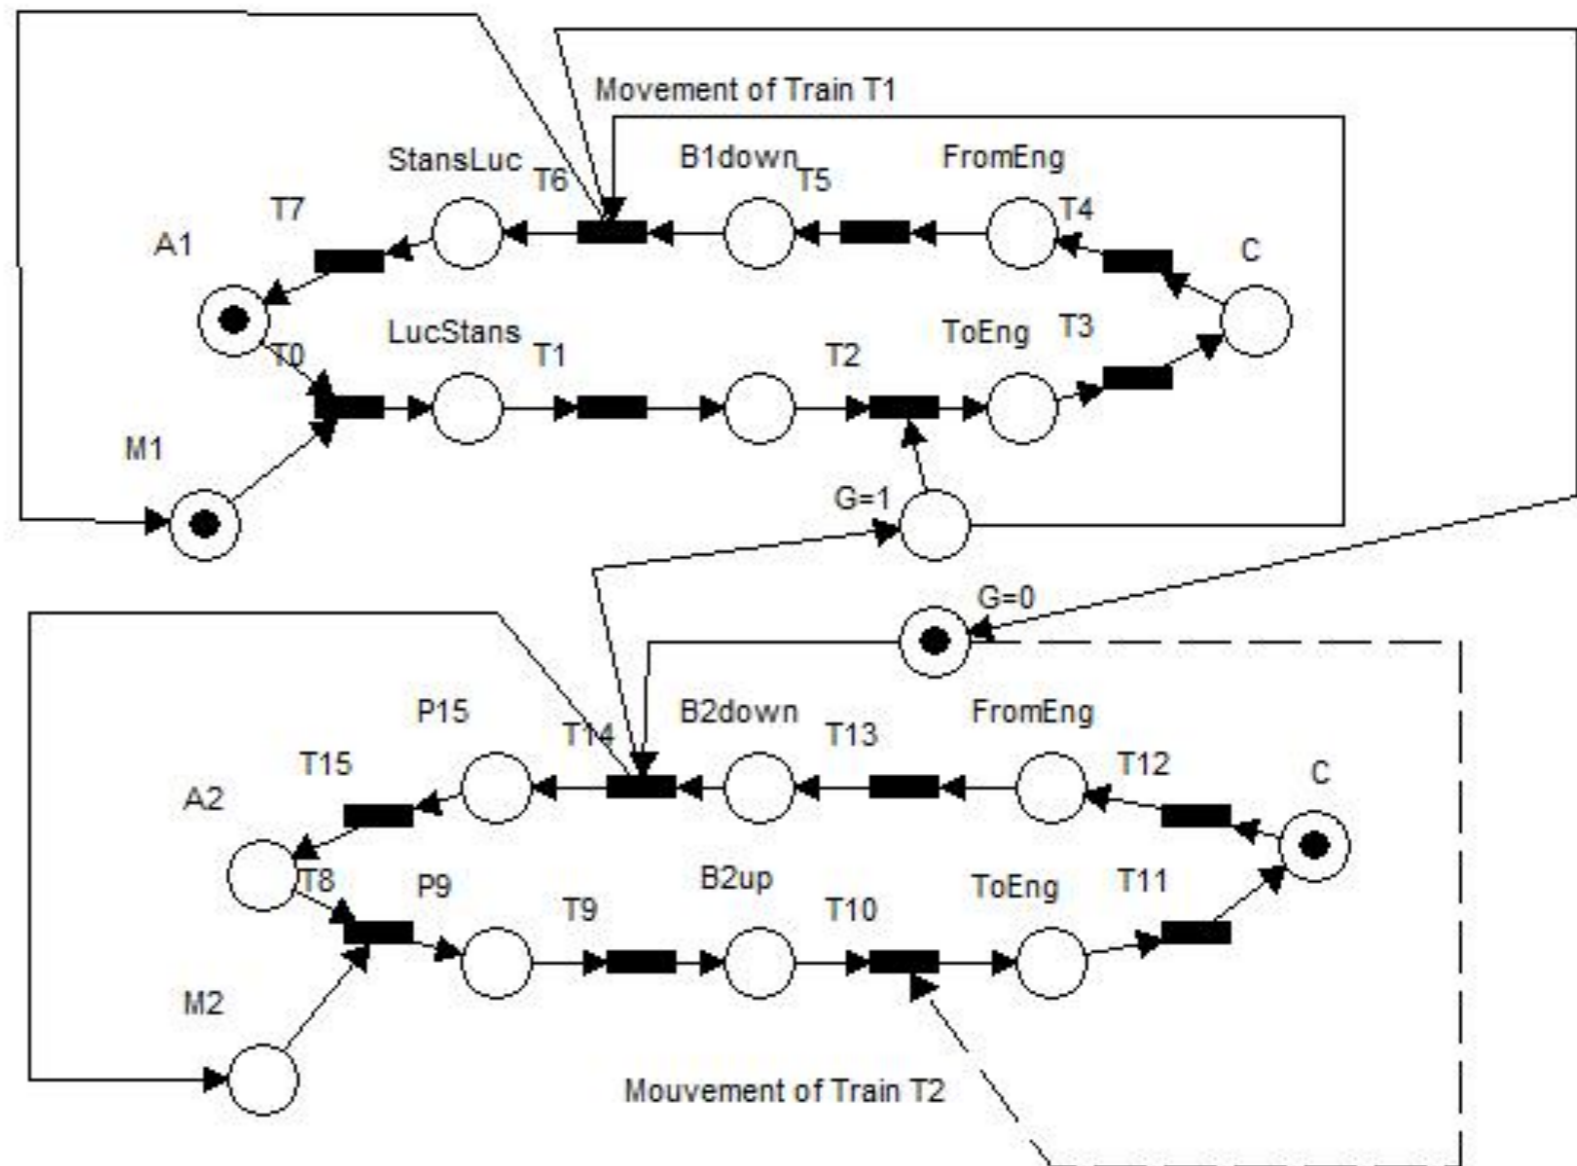 Movement of Train T1
StansLuc
T6
B1down
T5
FromEng
T7
T4
A1
C
T0
LucStans
T1
T2
ToEng
T3
M1
G=1
G=0
P15
T14
B2down
T13
FromEng
T15
T12
C
A2
T8
P9
B2up
ToEng
T11
T9
T10
M2
Mouvement of Train T2